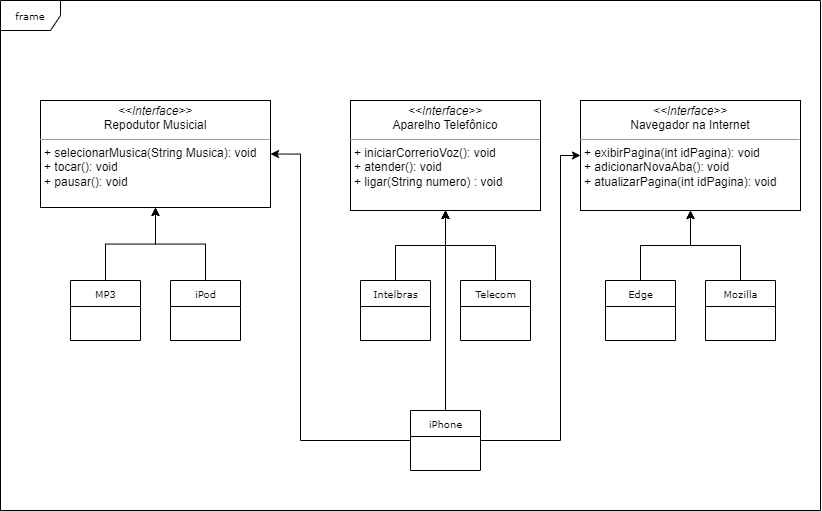 frame
<<Interface>>
Repodutor Musicial
+ selecionarMusica(String Musica): void
+ tocar(): void
+ pausar(): void
<<Interface>>
Aparelho Telefônico
+ iniciarCorrerioVoz(): void
+ atender(): void
+ ligar(String numero) : void
<<Interface>>
Navegador na Internet
+ exibirPagina(int idPagina): void
+ adicionarNovaAba(): void
+ atualizarPagina(int idPagina): void
MP3
iPod
Intelbras
Telecom
Edge
Mozilla
iPhone